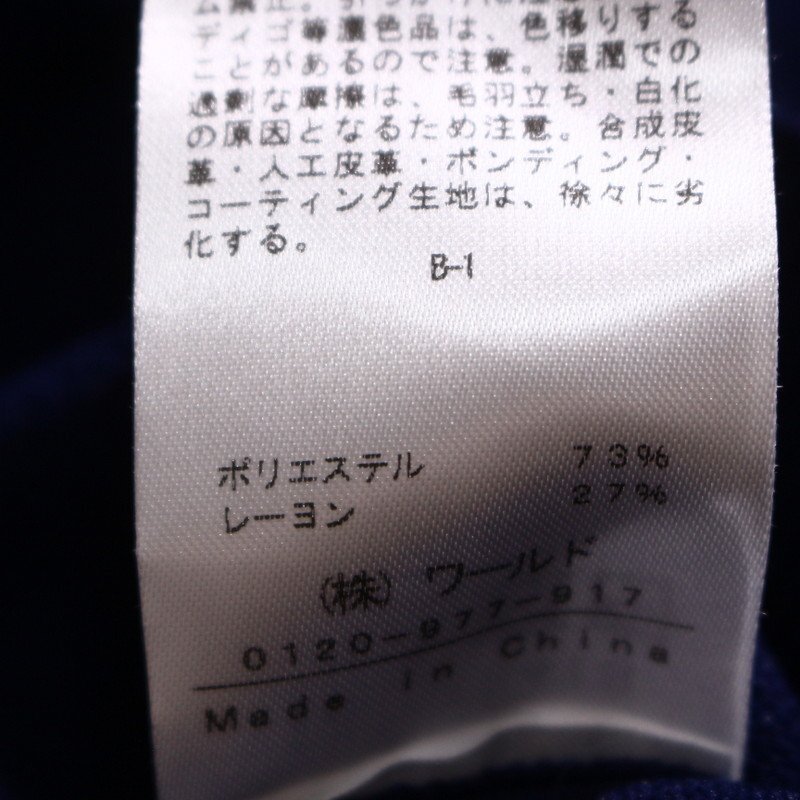 ディゴ等濃色品は、色移りする
ことがあるので注意。湿潤での
過剰な摩擦は、毛羽立ち・白化
の原因となるため注意。合成皮
革・人工皮革・ボンディング・
コーティング生地は、徐々に劣
化する。
B-1
ポリエステル 73%
レーヨン 27%
(株) ワールド
0120-977-917
Made in China